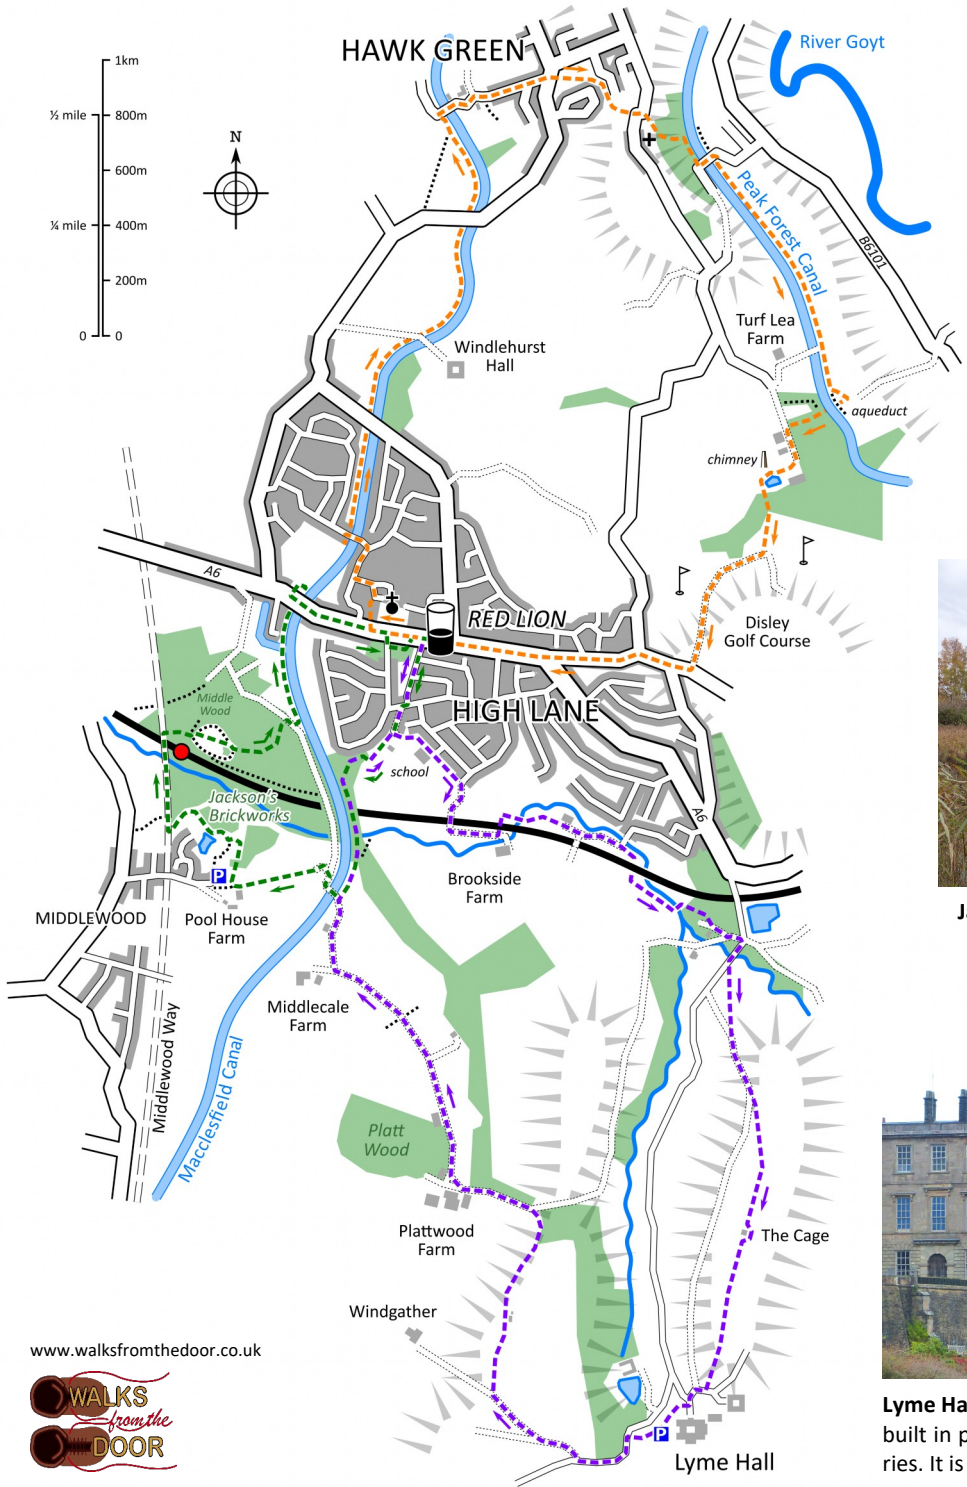 HAWK GREEN
River Goyt
1km
½ mile
800m
600m
¼ mile
400m
200m
0
0
N
Peak Forest Canal
B6101
Turf Lea
Farm
Windlehurst
Hall
aqueduct
chimney
A6
RED LION
Disley
Golf Course
Middle
Wood
HIGH LANE
school
Jackson's
Brickworks
A6
Brookside
Farm
P
MIDDLEWOOD
Pool House
Farm
Ja
Middlecale
Farm
Middlewood Way
Macclesfield Canal
Platt
Wood
Plattwood
Farm
The Cage
Windgather
www.walksfromthedoor.co.uk
WALKS
from the
DOOR
P
Lyme Hall
Lyme Ha
built in p
ries. It is